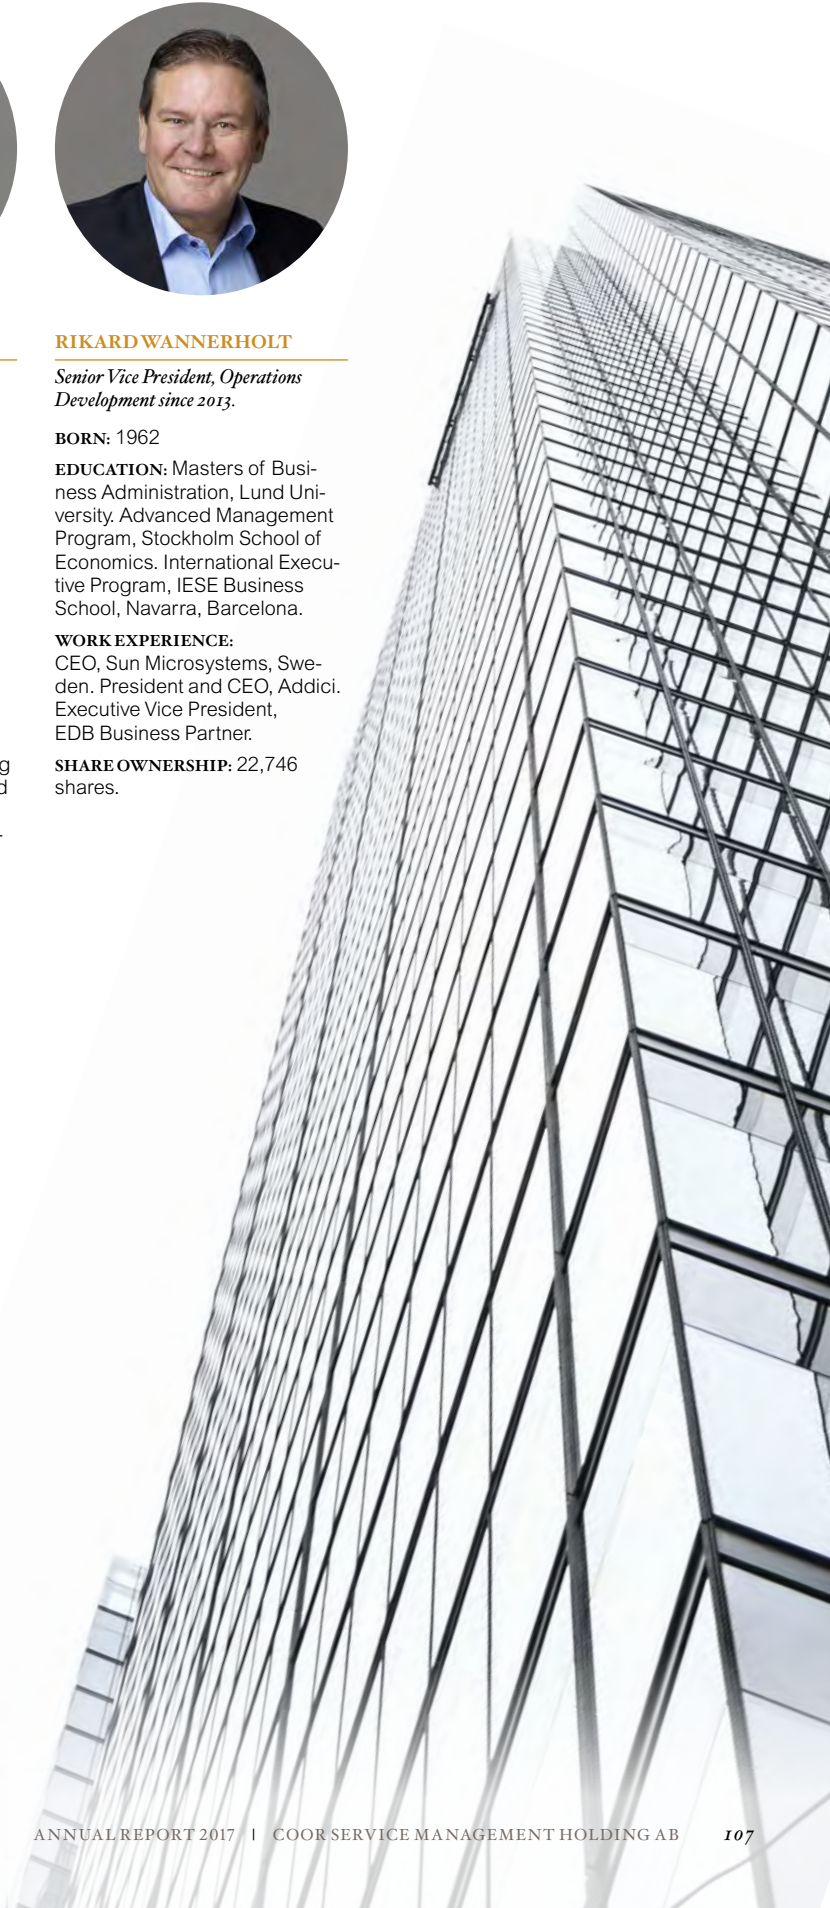 RIKARD WANNERHOLT
Senior Vice President, Operations
Development since 2013.
BORN: 1962
EDUCATION: Masters of Busi-
ness Administration, Lund Uni-
versity. Advanced Management
Program, Stockholm School of
Economics. International Execu-
tive Program, IESE Business
School, Navarra, Barcelona.
WORK EXPERIENCE:
CEO, Sun Microsystems, Swe-
den. President and CEO, Addici.
Executive Vice President,
EDB Business Partner.
SHARE OWNERSHIP: 22,746
shares.
g
d
-
ANNUAL REPORT 2017 | COOR SERVICE MANAGEMENT HOLDING AB 107